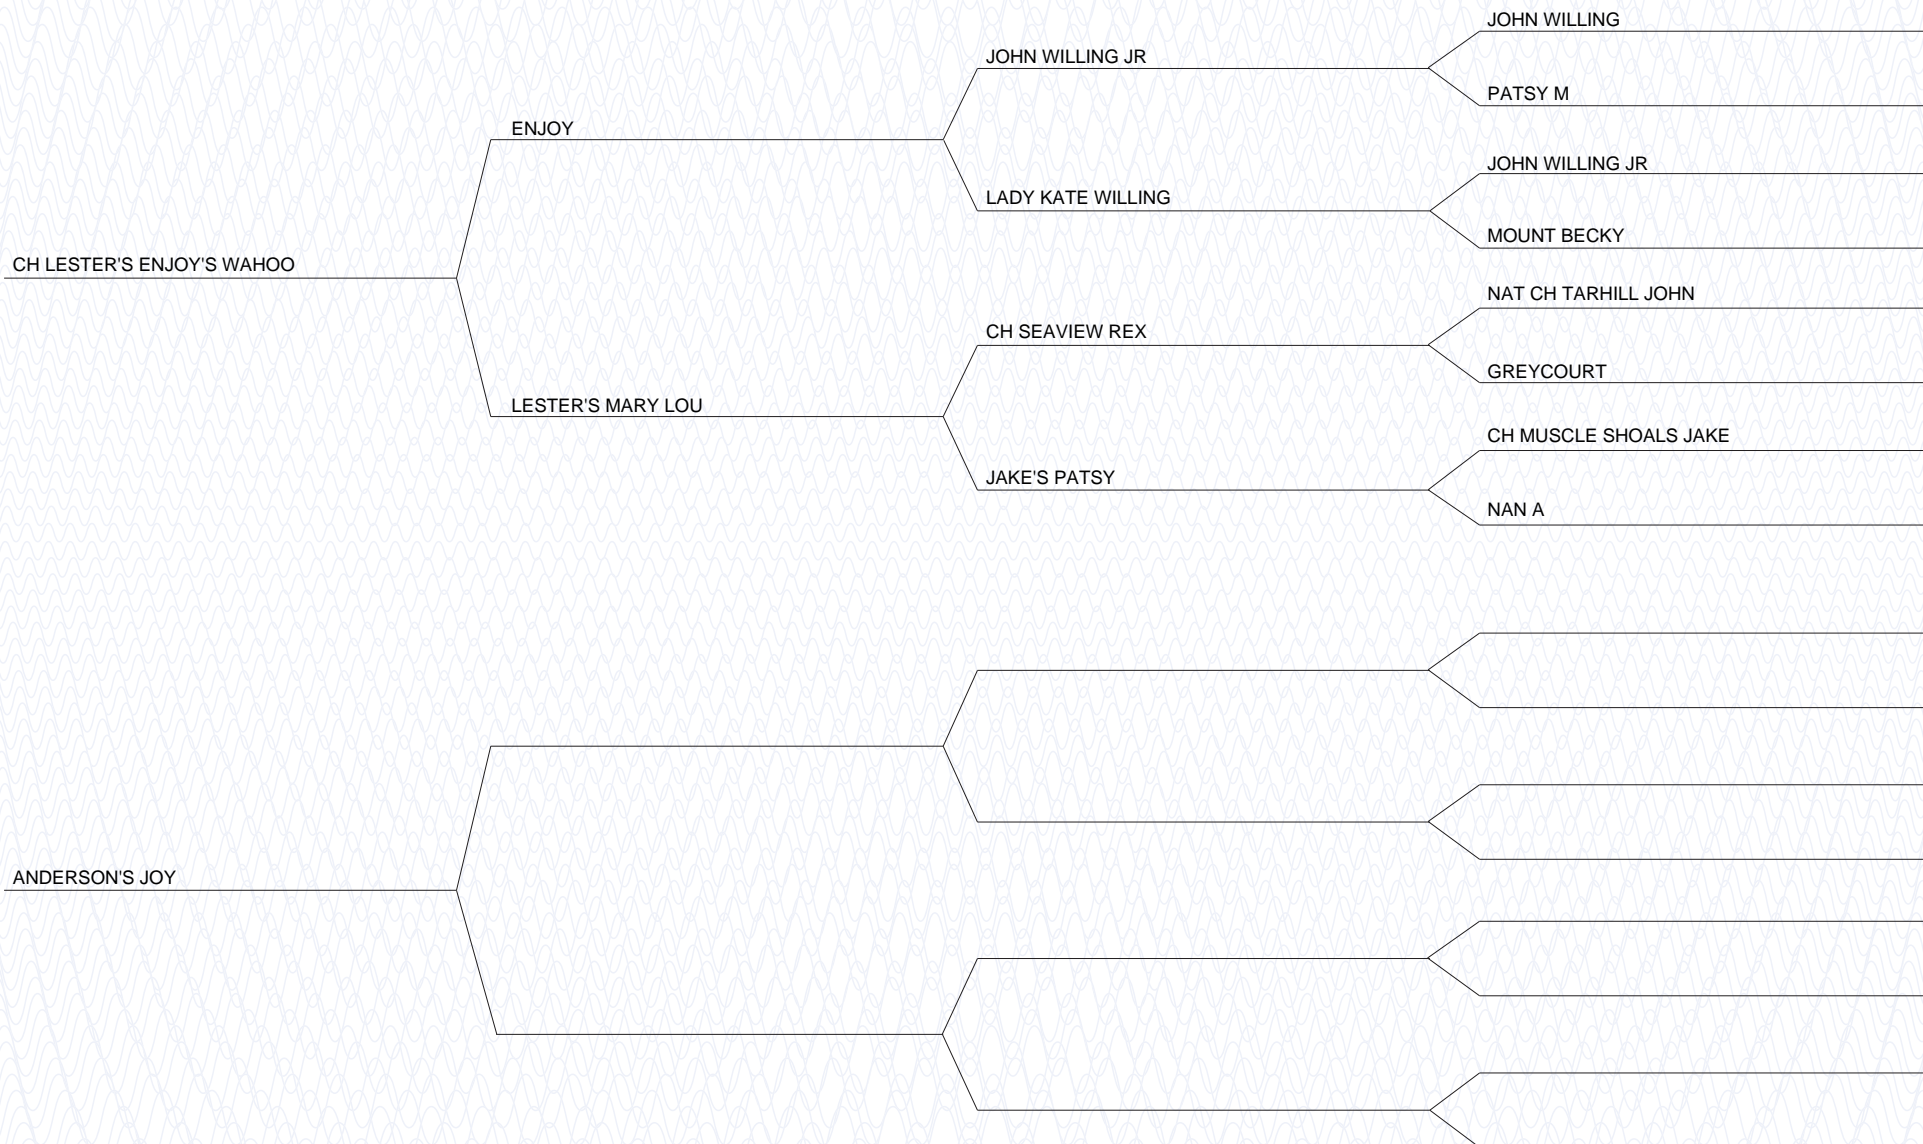 JOHN WILLING
JOHN WILLING JR
PATSY M
ENJOY
JOHN WILLING JR
LADY KATE WILLING
MOUNT BECKY
CH LESTER'S ENJOY'S WAHOO
NAT CH TARHILL JOHN
CH SEAVIEW REX
GREYCOURT
LESTER'S MARY LOU
CH MUSCLE SHOALS JAKE
JAKE'S PATSY
NAN A
ANDERSON'S JOY